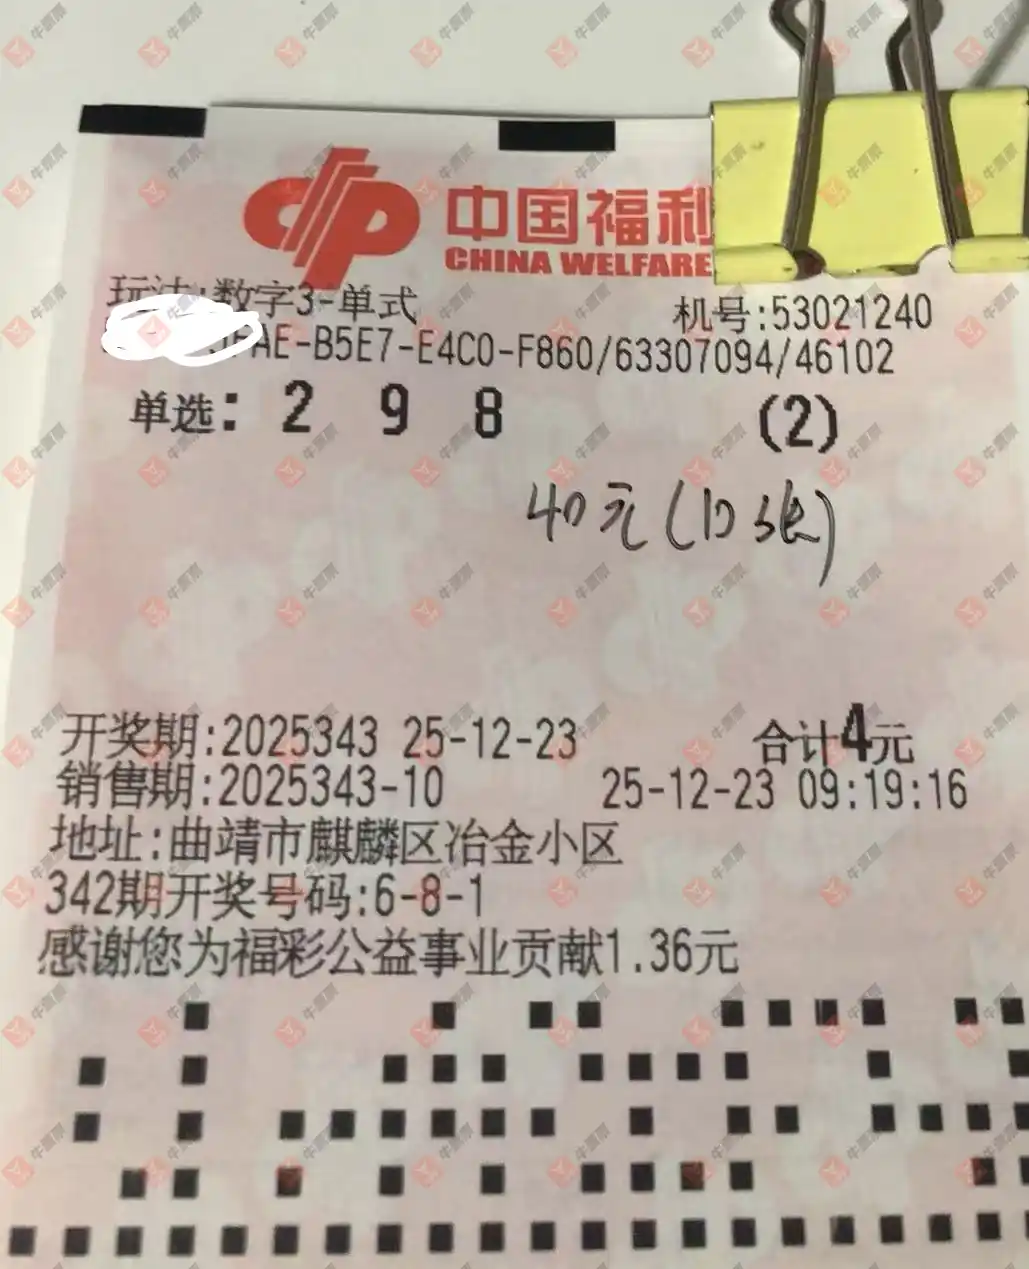 中国福利
CHINA WELFARE
玩法:数字3-单式 机号:53021240
AE-B5E7-E4C0-F860/63307094/46102
单选: 2 9 8 (2)
40元(10张)
开奖期:2025343 25-12-23 合计4元
销售期:2025343-10 25-12-23 09:19:16
地址:曲靖市麒麟区冶金小区
342期开奖号码:6-8-1
感谢您为福彩公益事业贡献1.36元